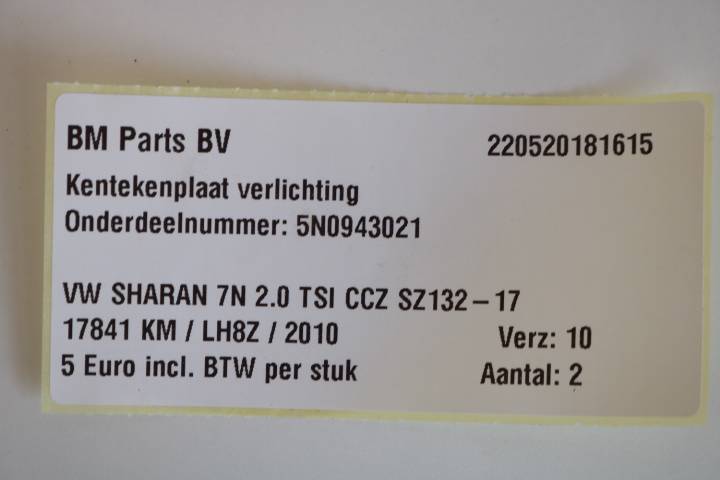 BM Parts BV 220520181615
Kentekenplaat verlichting
Onderdeelnummer: 5N0943021
VW SHARAN 7N 2.0 TSI CCZ SZ132-17
17841 KM / LH8Z / 2010 Verz: 10
5 Euro incl. BTW per stuk Aantal: 2